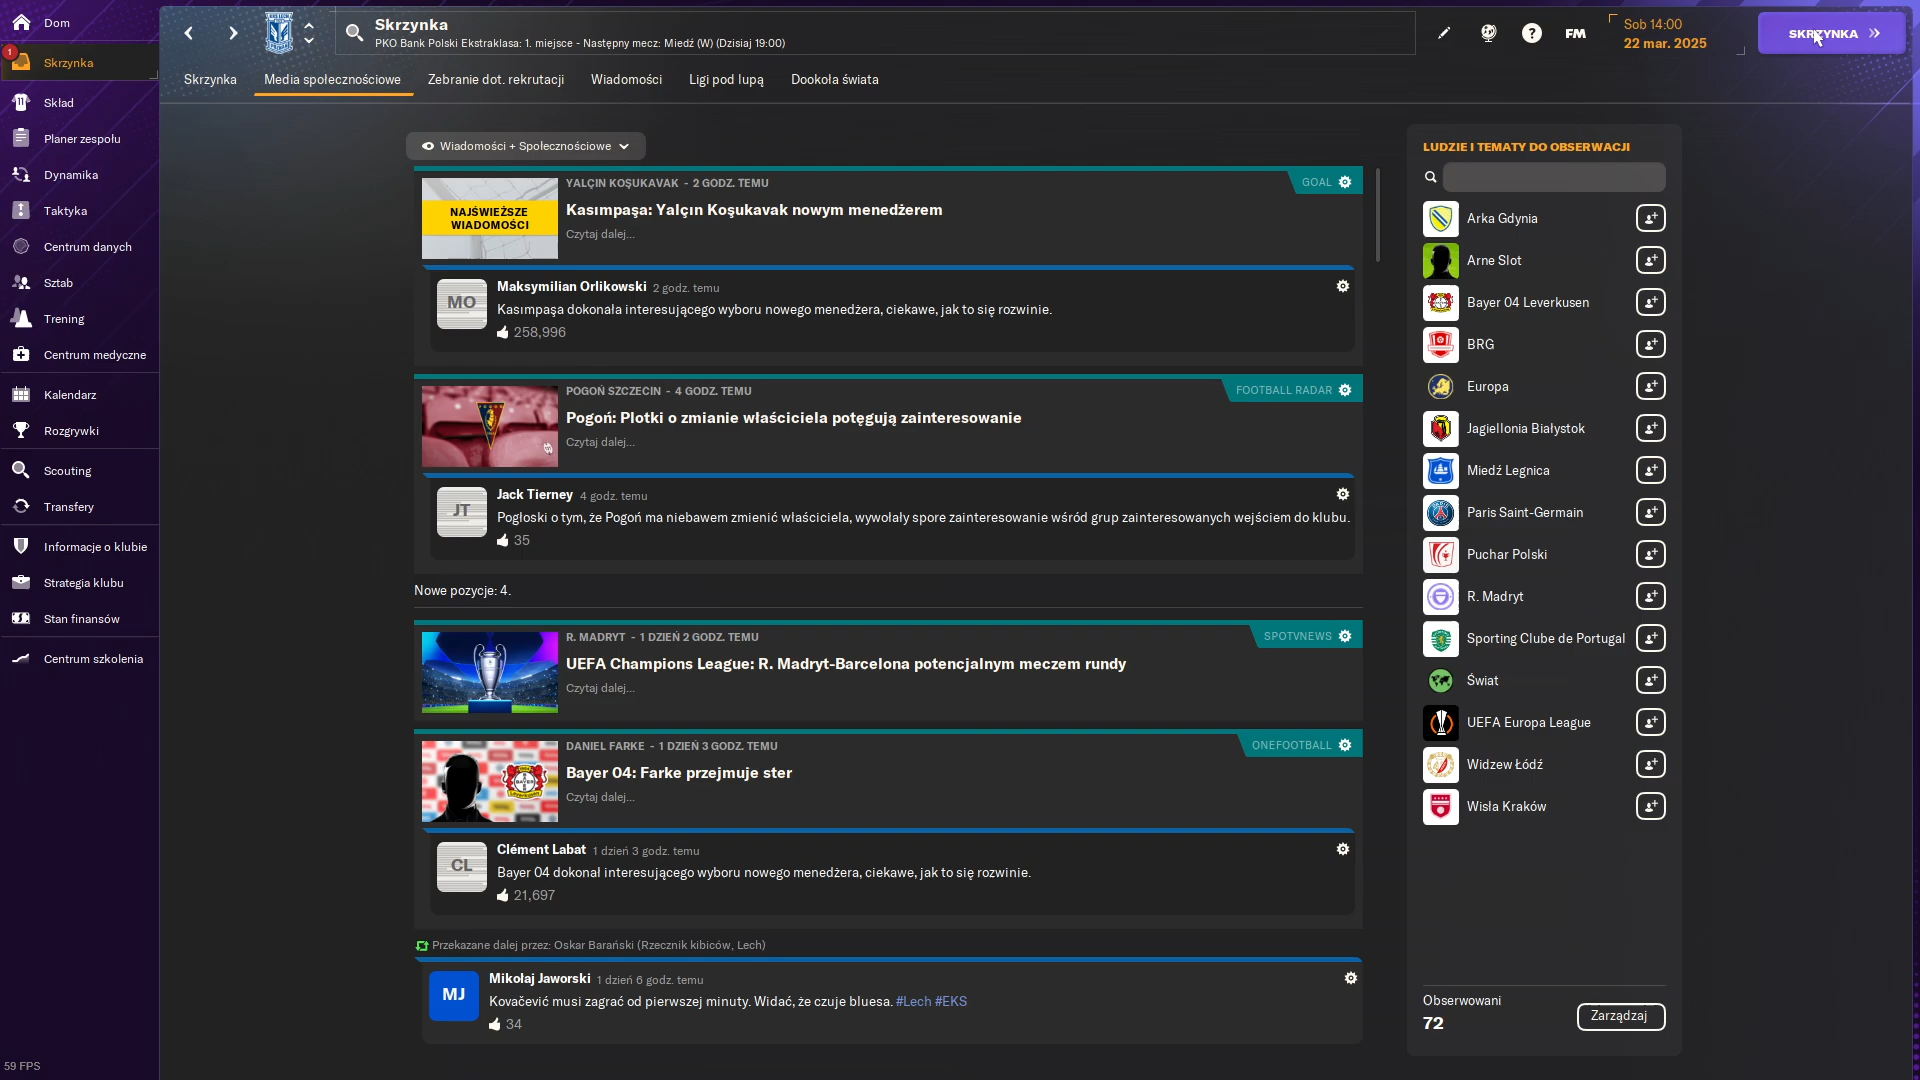 Dom
1
Skrzynka
Skład
Planer zespołu
Dynamika
Taktyka
Centrum danych
Sztab
Trening
Centrum medyczne
Kalendarz
Rozgrywki
Scouting
Transfery
Informacje o klubie
Strategia klubu
Stan finansów
Centrum szkolenia
59 FPS
Skrzynka
PKO Bank Polski Ekstraklasa: 1. miejsce - Następny mecz: Miedź (W) (Dzisiaj 19:00)
FM
Sob 14:00
22 mar. 2025
SKRZYNKA
Skrzynka
Media społecznościowe
Zebranie dot. rekrutacji
Wiadomości
Ligi pod lupą
Dookoła świata
Wiadomości + Społecznościowe
NAJŚWIEŻSZE
WIADOMOŚCI
YALÇIN KOŞUKAVAK - 2 GODZ. TEMU
GOAL
Kasımpaşa: Yalçın Koşukavak nowym menedżerem
Czytaj dalej...
MO
Maksymilian Orlikowski 2 godz. temu
Kasımpaşa dokonała interesującego wyboru nowego menedżera, ciekawe, jak to się rozwinie.
258,996
POGOŃ SZCZECIN - 4 GODZ. TEMU
FOOTBALL RADAR
Pogoń: Plotki o zmianie właściciela potęgują zainteresowanie
Czytaj dalej...
JT
Jack Tierney 4 godz. temu
Pogłoski o tym, że Pogoń ma niebawem zmienić właściciela, wywołały spore zainteresowanie wśród grup zainteresowanych wejściem do klubu.
35
Nowe pozycje: 4.
R. MADRYT - 1 DZIEŃ 2 GODZ. TEMU
SPOTVNEWS
UEFA Champions League: R. Madryt-Barcelona potencjalnym meczem rundy
Czytaj dalej...
DANIEL FARKE - 1 DZIEŃ 3 GODZ. TEMU
ONEFOOTBALL
Bayer 04: Farke przejmuje ster
Czytaj dalej...
CL
Clément Labat 1 dzień 3 godz. temu
Bayer 04 dokonał interesującego wyboru nowego menedżera, ciekawe, jak to się rozwinie.
21,697
Przekazane dalej przez: Oskar Barański (Rzecznik kibiców, Lech)
MJ
Mikołaj Jaworski 1 dzień 6 godz. temu
Kovačević musi zagrać od pierwszej minuty. Widać, że czuje bluesa. #Lech #EKS
34
LUDZIE I TEMATY DO OBSERWACJI
Arka Gdynia
Arne Slot
Bayer 04 Leverkusen
BRG
Europa
Jagiellonia Białystok
Miedź Legnica
Paris Saint-Germain
Puchar Polski
R. Madryt
Sporting Clube de Portugal
Świat
UEFA Europa League
Widzew Łódź
Wisła Kraków
Obserwowani
72
Zarządzaj